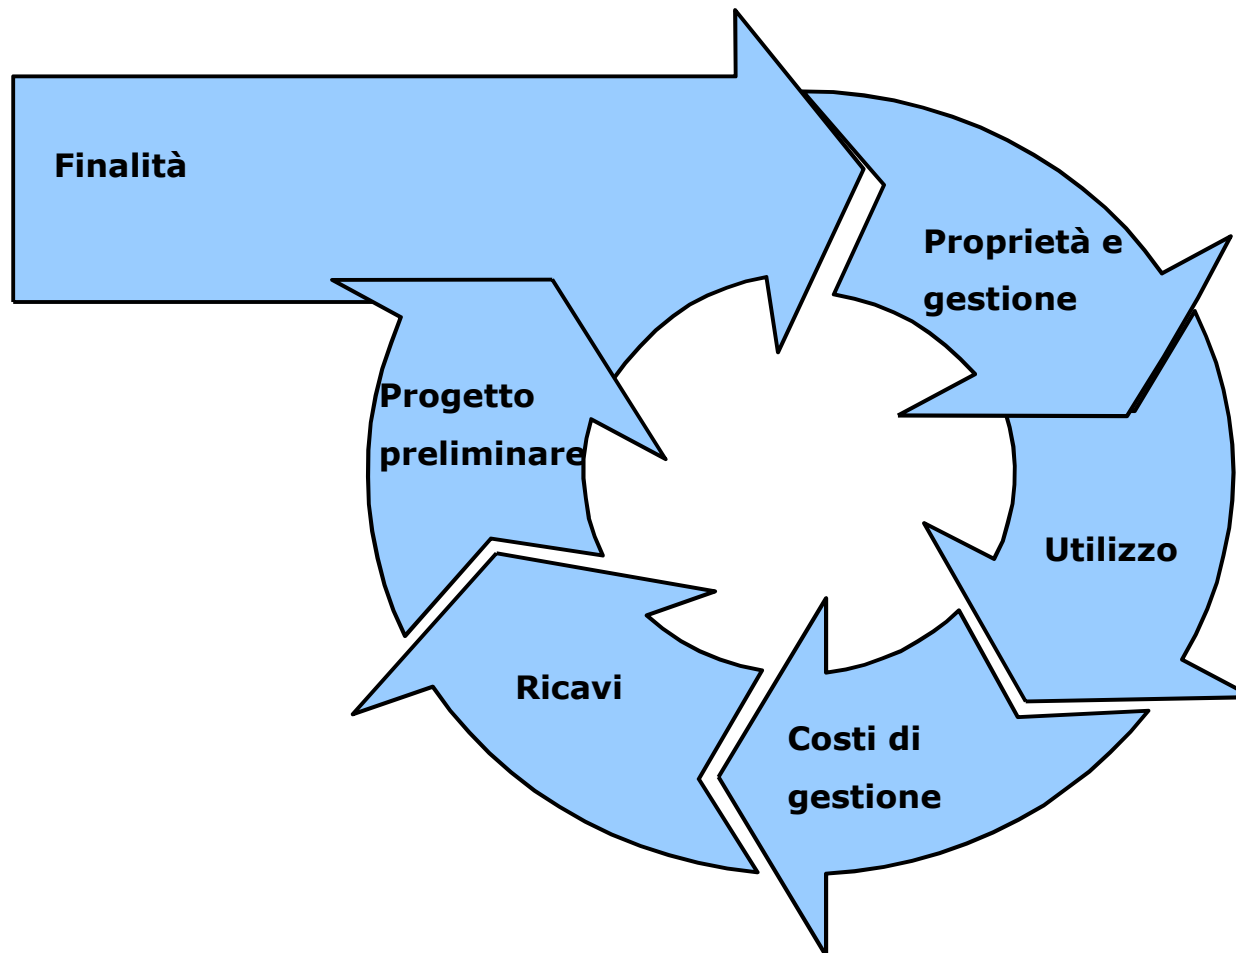 Finalità
Proprietà e
gestione
Progetto
preliminare
Utilizzo
Ricavi
Costi di
gestione